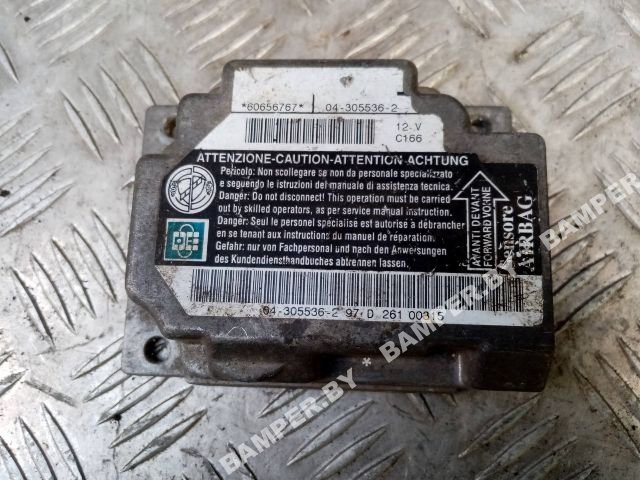 *60656767* 04-305536-2
12 V
C166
ATTENZIONE-CAUTION-ATTENTION ACHTUNG
Pericolo: Non scollegare se non da personale specializzato
e seguendo le istruzioni del manuale di assistenza tecnica.
Danger: Do not disconnect! This operation must be carried
out by skilled operators, as per service manual instruction.
Danger: Seul le personel spécialisé est autorisé à débrancher
en se tenant aux instructions du manuel de réparation.
Gefahr: nur von Fachpersonal und nach den Anweisungen
des Kundendiensthandbuches abtrennen lassen.
AVANTI-DEVANT
FORWARD-VORNE
Sensore
AIRBAG
04-305536-2 97 D 261 00315
BAMPER.BY * BAMPER.BY * BAMPER.BY